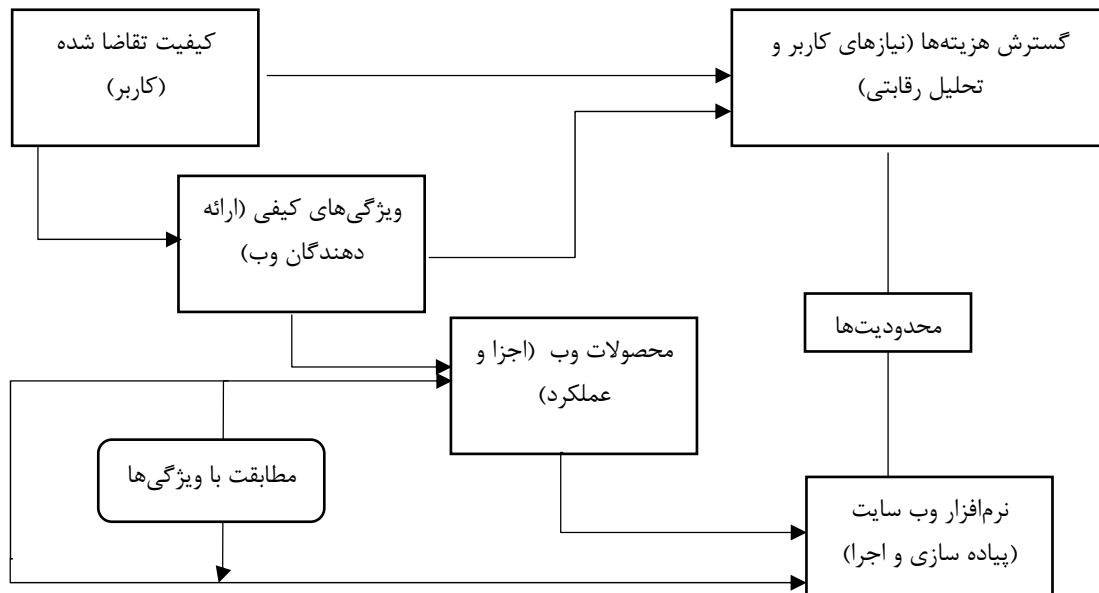 کیفیت تقاضا شده
(کاربر)
گسترش هزیته‌ها (نیازهای کاربر و
تحلیل رقابتی)
ویژگی‌های کیفی (ارائه
دهندگان وب)
محدودیت‌ها
محصولات وب (اجزا و
عملکرد)
مطابقت با ویژگی‌ها
نرم‌افزار وب سایت
(پیاده سازی و اجرا)